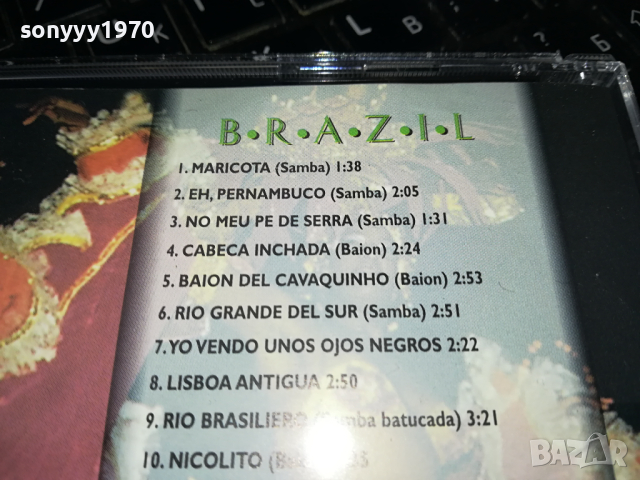 sonyyy1970
B•R•A•Z•I•L
1. MARICOTA (Samba) 1:38
2. EH, PERNAMBUCO (Samba) 2:05
3. NO MEU PE DE SERRA (Samba) 1:31
4. CABECA INCHADA (Baion) 2:24
5. BAION DEL CAVAQUINHO (Baion) 2:53
6. RIO GRANDE DEL SUR (Samba) 2:51
7. YO VENDO UNOS OJOS NEGROS 2:22
8. LISBOA ANTIGUA 2:50
9. RIO BRASILIERO (Samba batucada) 3:21
10. NICOLITO
BAZAR